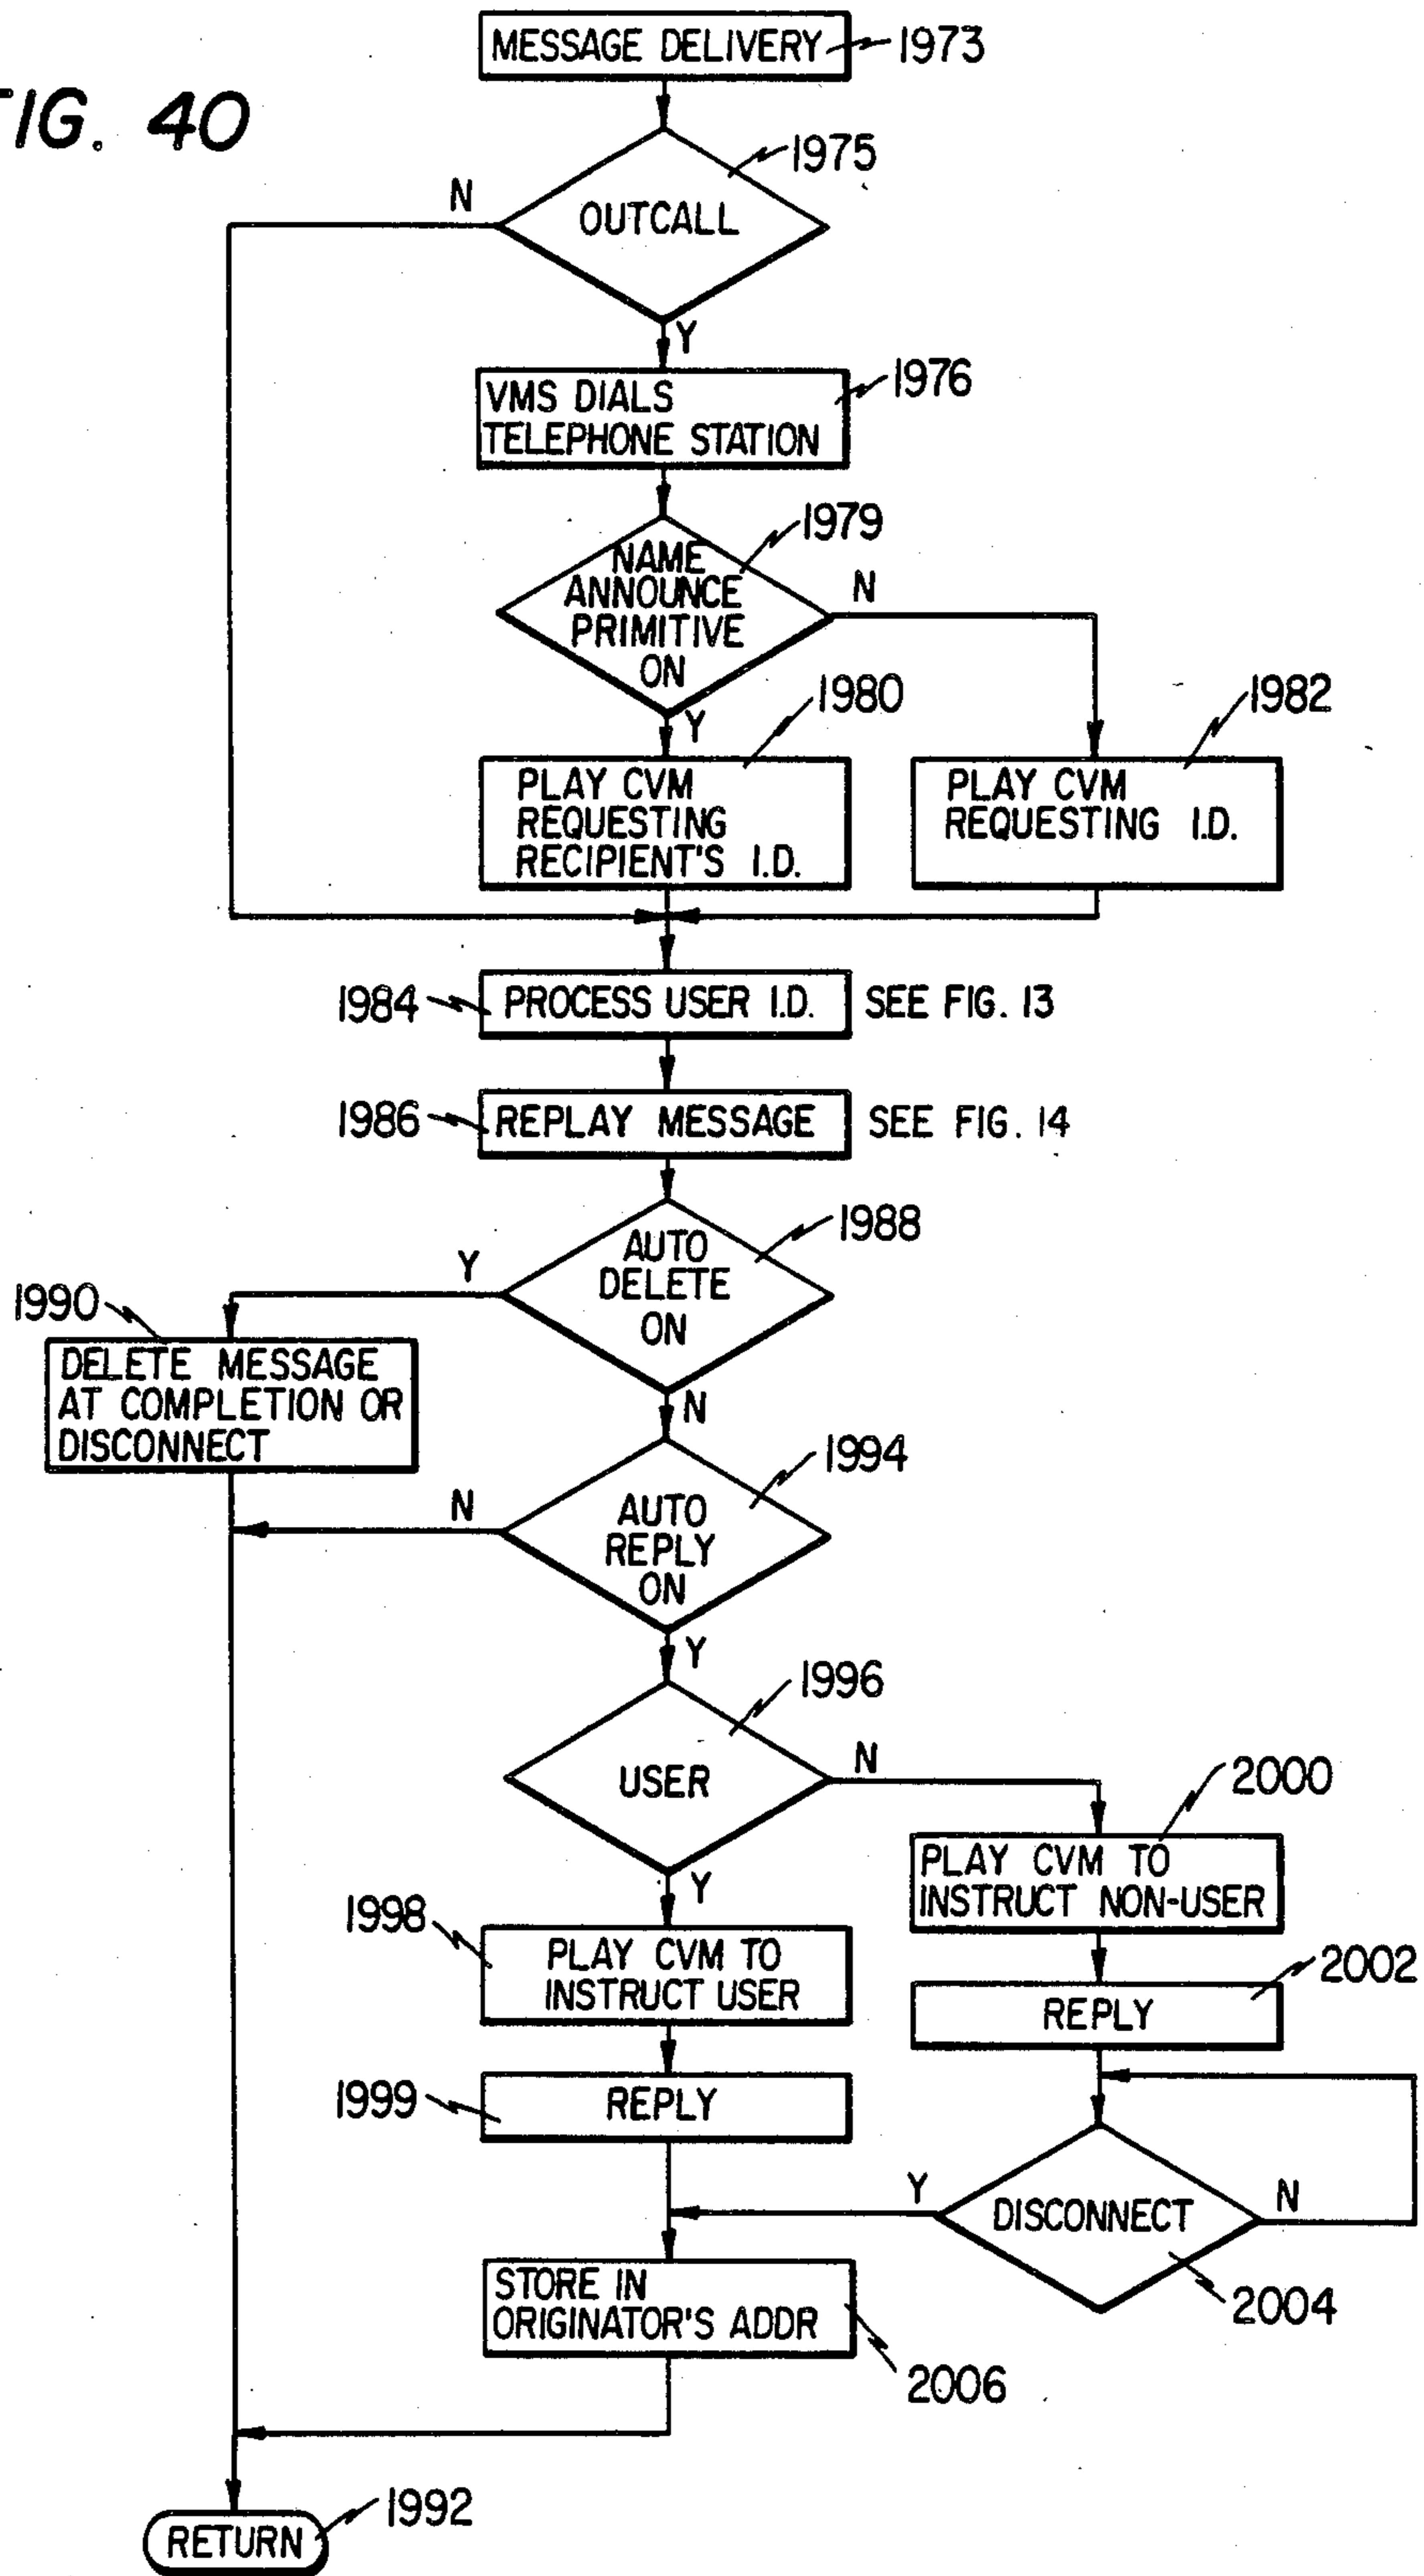 FIG. 40
MESSAGE DELIVERY
1973
1975
N
OUTCALL
Y
VMS DIALS
TELEPHONE STATION
1976
1979
NAME
ANNOUNCE
PRIMITIVE
ON
N
Y
1980
1982
PLAY CVM
REQUESTING
RECIPIENT'S I.D.
PLAY CVM
REQUESTING I.D.
1984
PROCESS USER I.D.
SEE FIG. 13
1986
REPLAY MESSAGE
SEE FIG. 14
1988
AUTO
DELETE
ON
Y
N
1990
DELETE MESSAGE
AT COMPLETION OR
DISCONNECT
1994
AUTO
REPLY
ON
N
Y
1996
USER
N
Y
2000
PLAY CVM TO
INSTRUCT NON-USER
1998
PLAY CVM TO
INSTRUCT USER
2002
REPLY
1999
REPLY
Y
DISCONNECT
N
2004
STORE IN
ORIGINATOR'S ADDR
2006
RETURN
1992